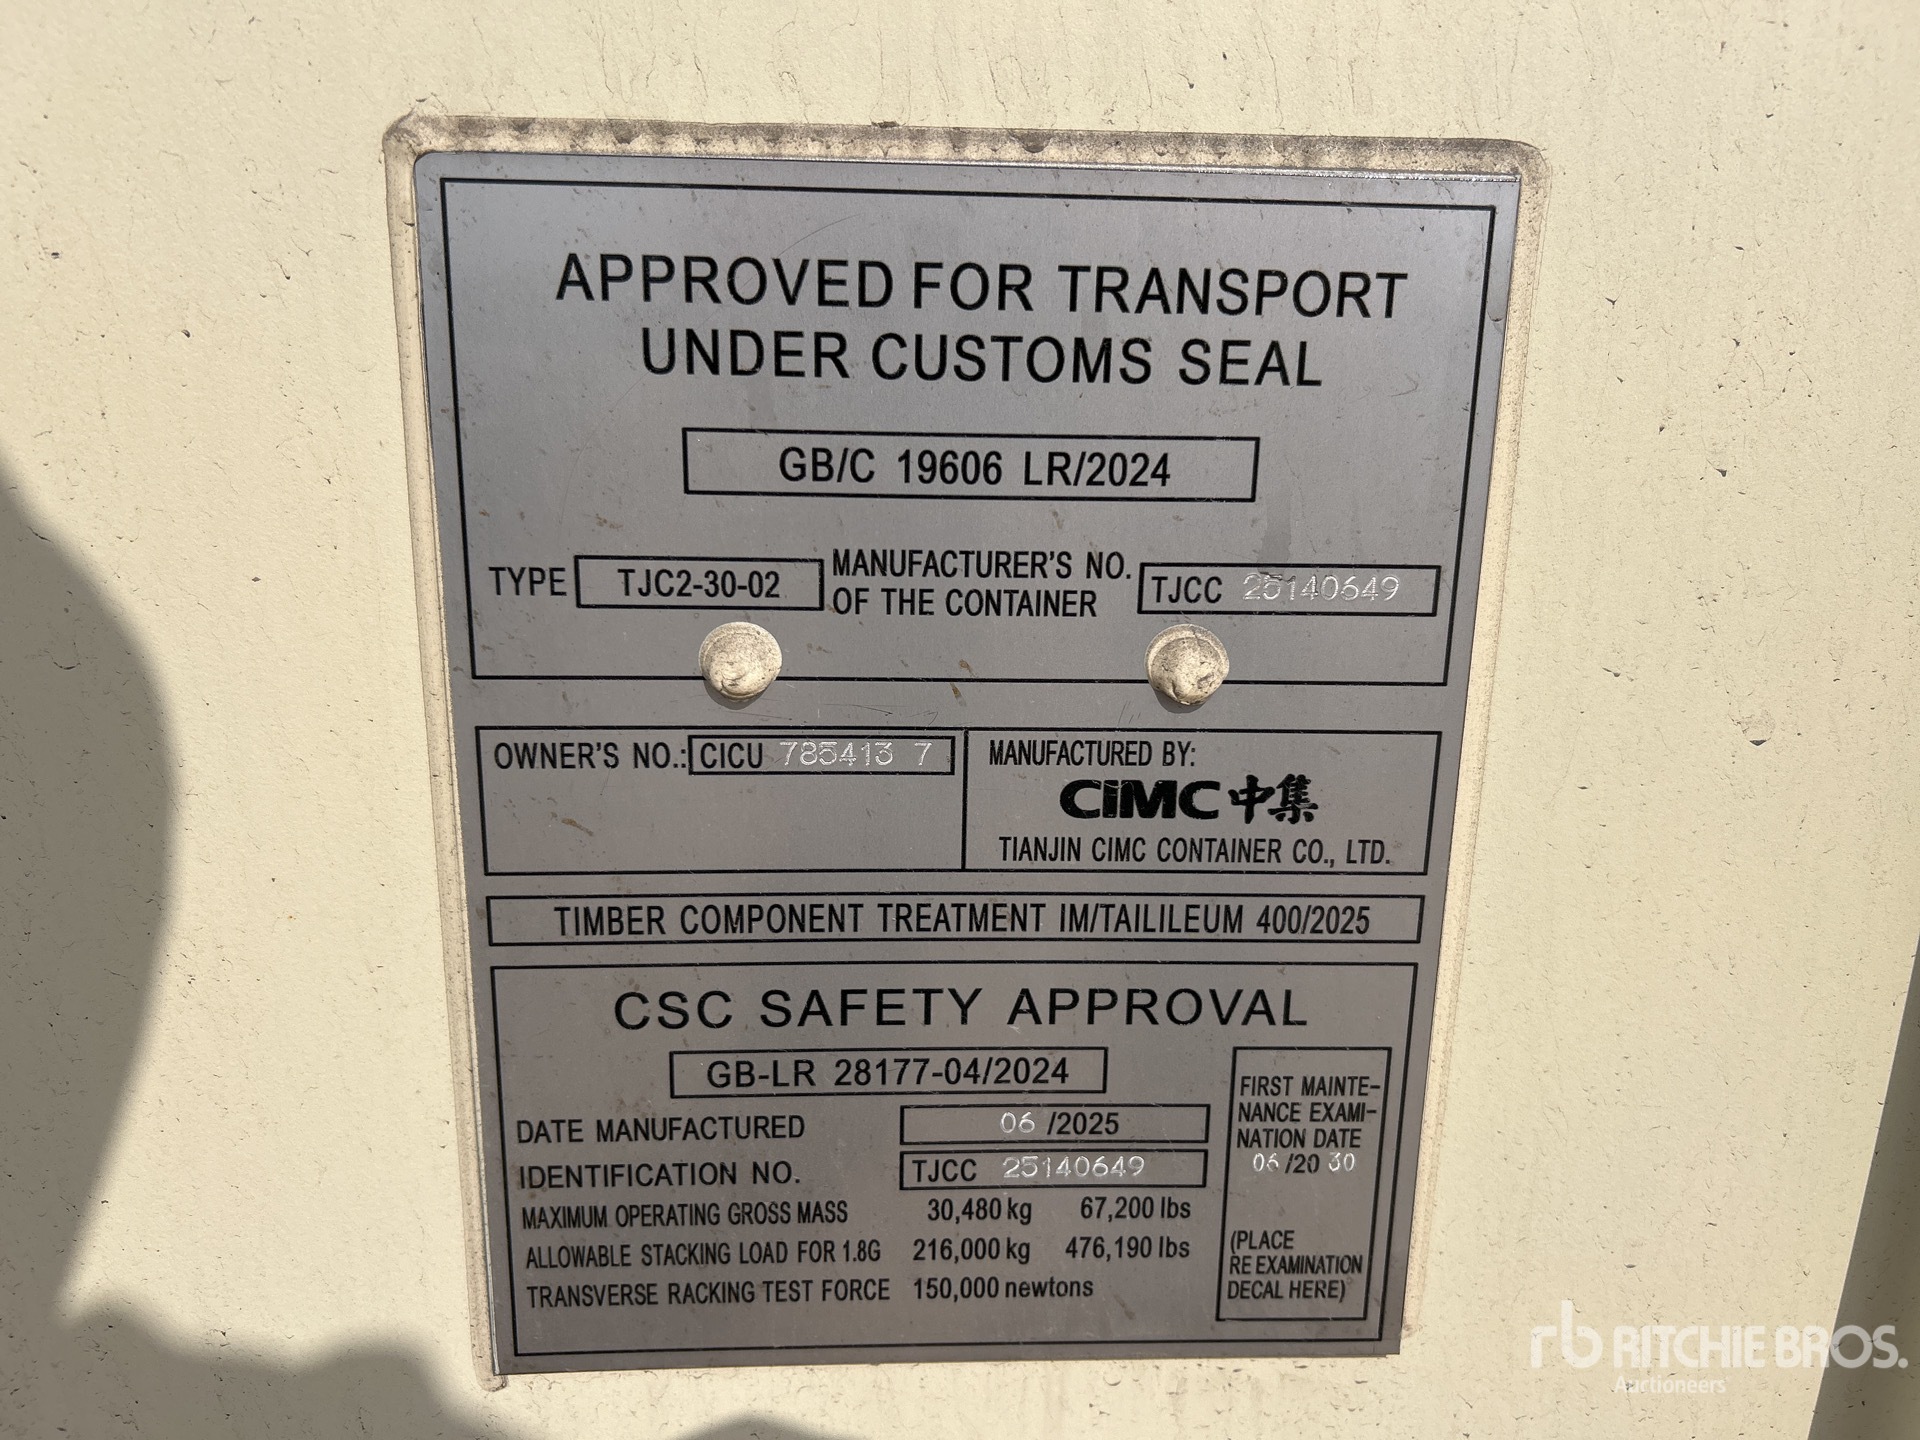 APPROVED FOR TRANSPORT
UNDER CUSTOMS SEAL
GB/C 19606 LR/2024
TYPE TJC2-30-02
MANUFACTURER'S NO.
OF THE CONTAINER
TJCC 25140649
OWNER'S NO.: CICU 785413 7
MANUFACTURED BY:
CIMC 中集
TIANJIN CIMC CONTAINER CO., LTD.
TIMBER COMPONENT TREATMENT IM/TAILILEUM 400/2025
CSC SAFETY APPROVAL
GB-LR 28177-04/2024
DATE MANUFACTURED 06 /2025
IDENTIFICATION NO. TJCC 25140649
MAXIMUM OPERATING GROSS MASS 30,480 kg 67,200 lbs
ALLOWABLE STACKING LOAD FOR 1.8G 216,000 kg 476,190 lbs
TRANSVERSE RACKING TEST FORCE 150,000 newtons
FIRST MAINTE-
NANCE EXAMI-
NATION DATE
06 /20 30
(PLACE
RE EXAMINATION
DECAL HERE)
rb RITCHIE BROS.
Auctioneers